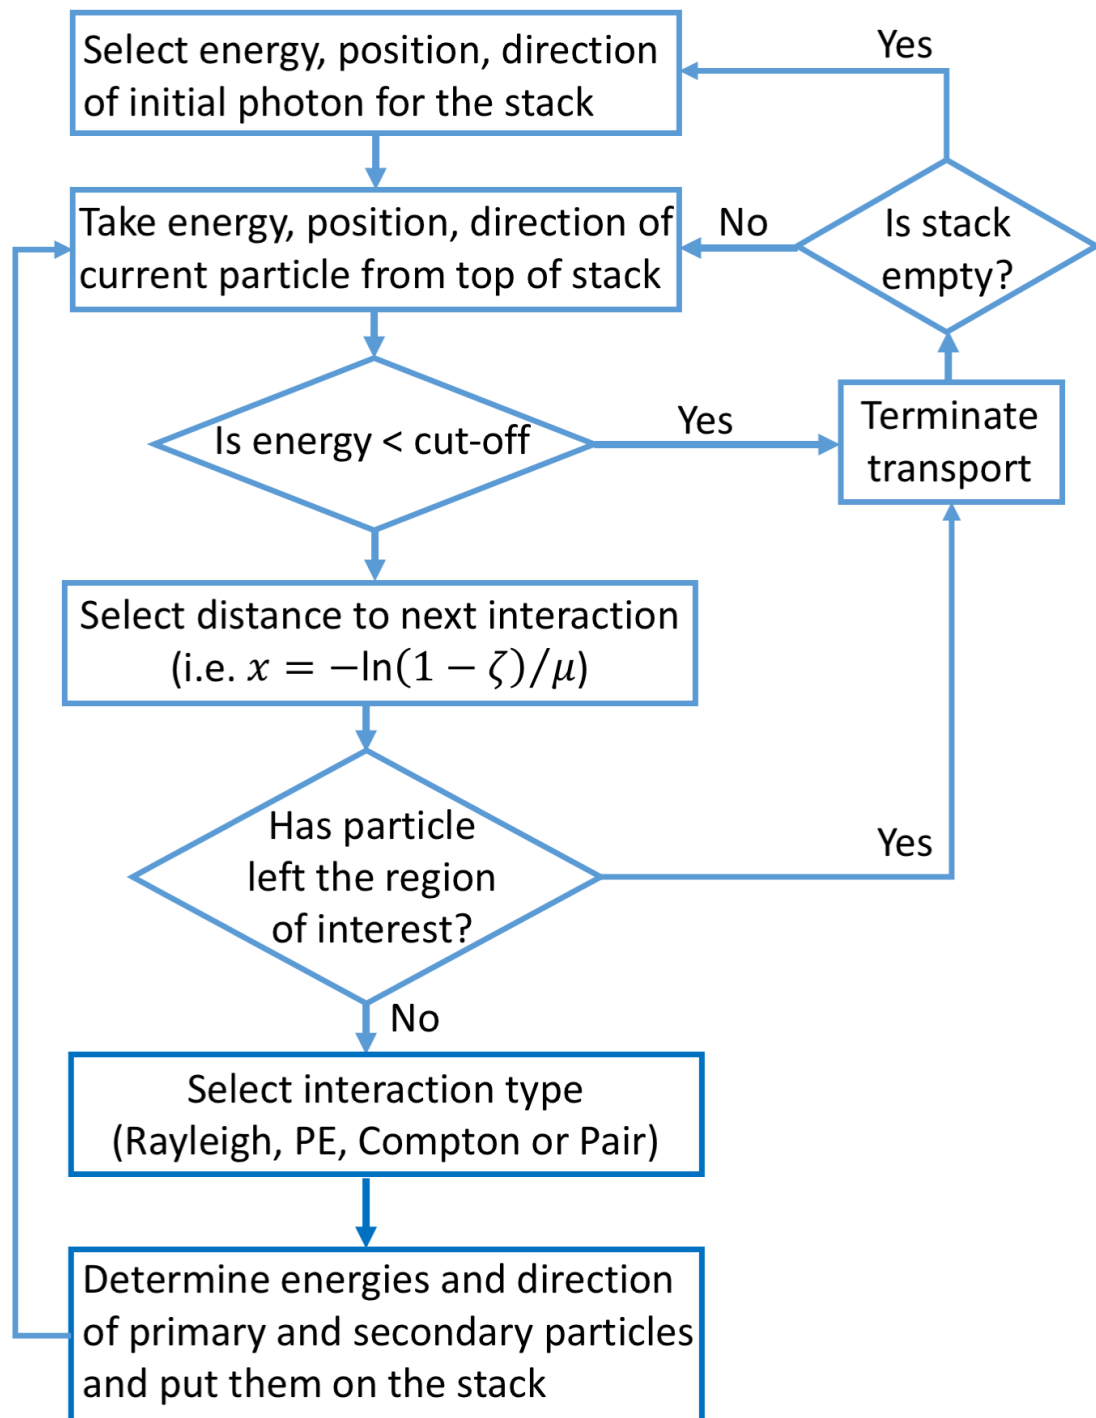 Select energy, position, direction
of initial photon for the stack
Yes
Take energy, position, direction of
current particle from top of stack
No
Is stack
empty?
Is energy < cut-off
Yes
Terminate
transport
Select distance to next interaction
(i.e. 𝑥 = −ln(1 − 𝜁)/𝜇)
Has particle
left the region
of interest?
Yes
No
Select interaction type
(Rayleigh, PE, Compton or Pair)
Determine energies and direction
of primary and secondary particles
and put them on the stack